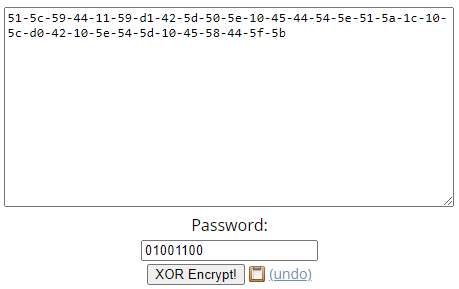 51-5c-59-44-11-59-d1-42-5d-50-5e-10-45-44-54-5e-51-5a-1c-10-
5c-d0-42-10-5e-54-5d-10-45-58-44-5f-5b
Password:
01001100
XOR Encrypt! (undo)